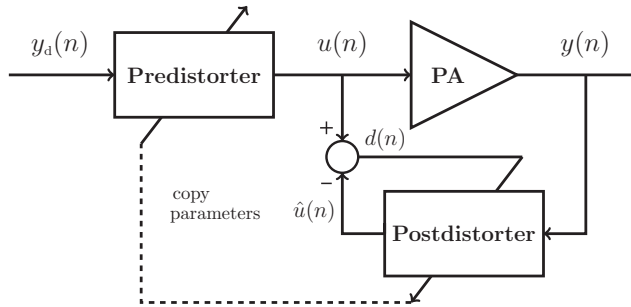 y_d(n)
Predistorter
u(n)
PA
y(n)
+
d(n)
−
û(n)
copy
parameters
Postdistorter